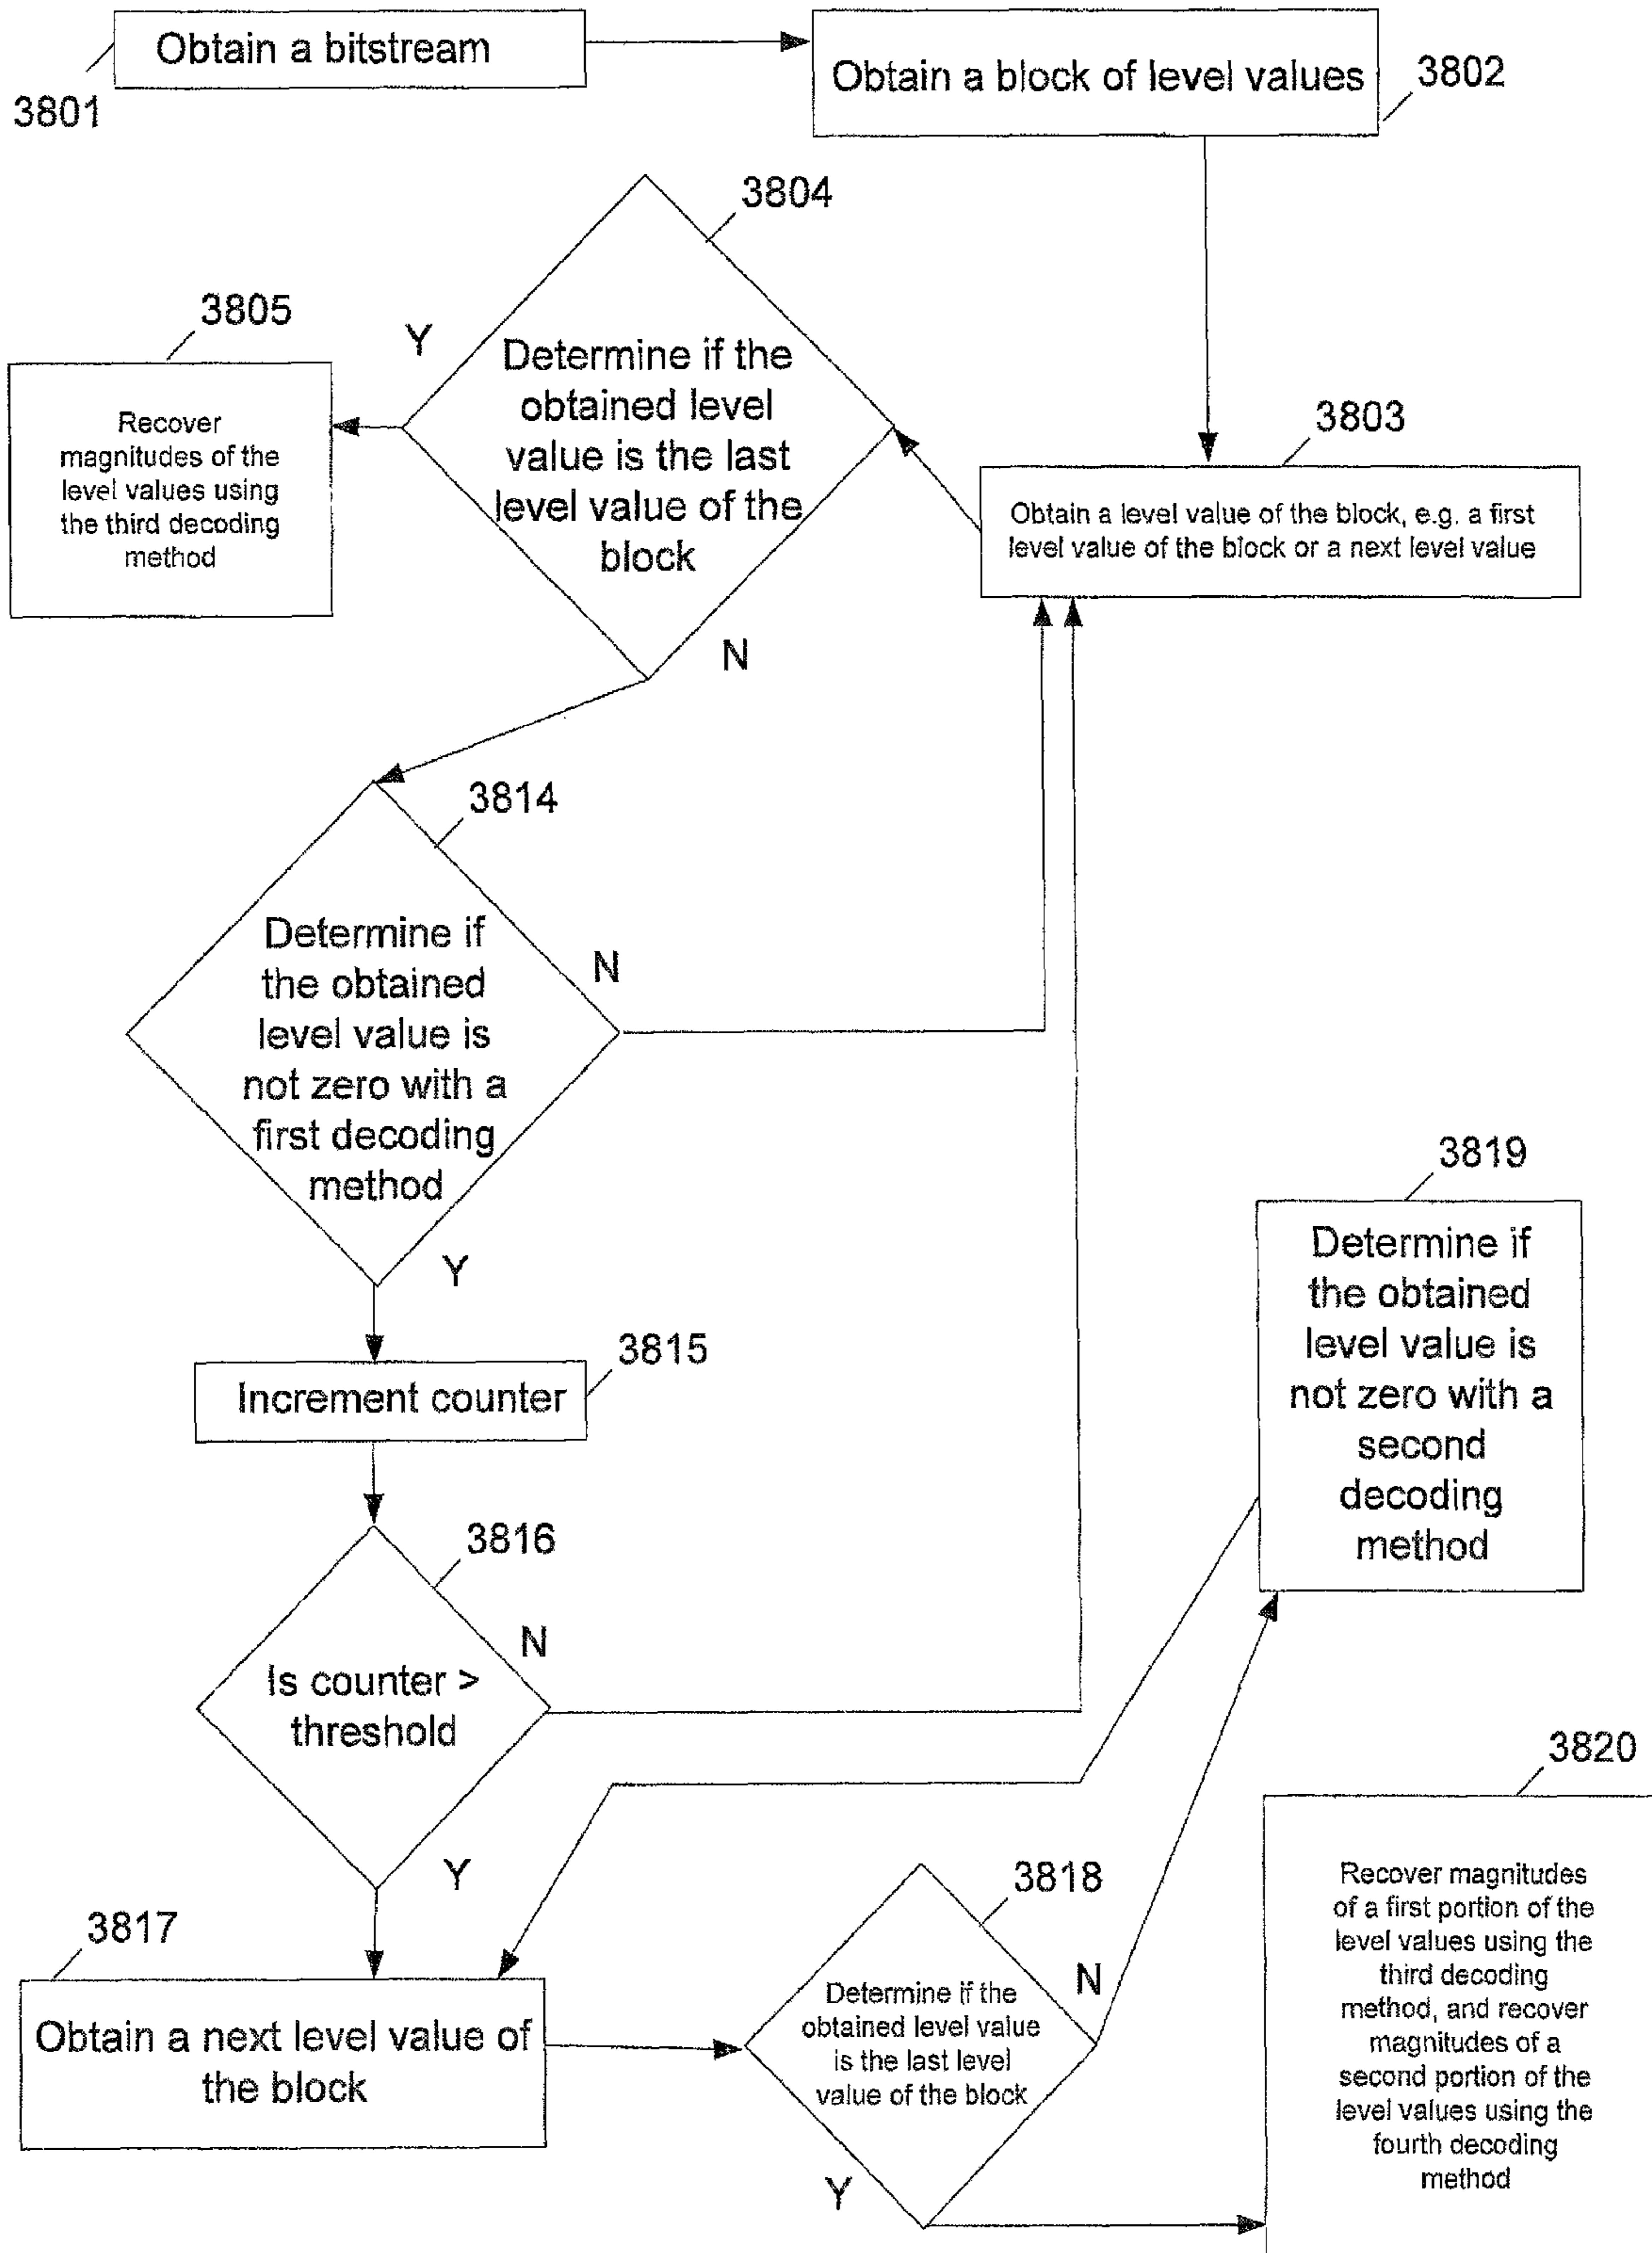 Obtain a bitstream
3801
Obtain a block of level values
3802
3804
Determine if the
obtained level
value is the last
level value of the
block
Y
N
3805
Recover
magnitudes of the
level values using
the third decoding
method
3803
Obtain a level value of the block, e.g. a first
level value of the block or a next level value
3814
Determine if
the obtained
level value is
not zero with a
first decoding
method
N
Y
3815
Increment counter
3816
Is counter >
threshold
N
Y
3819
Determine if
the obtained
level value is
not zero with a
second
decoding
method
3817
Obtain a next level value of
the block
3818
Determine if the
obtained level value
is the last level
value of the block
N
Y
3820
Recover magnitudes
of a first portion of the
level values using the
third decoding
method, and recover
magnitudes of a
second portion of the
level values using the
fourth decoding
method